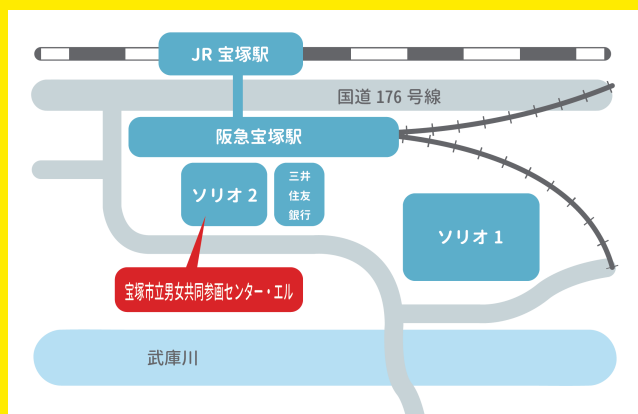 JR 宝塚駅
国道 176 号線
阪急宝塚駅
ソリオ 2
三井
住友
銀行
ソリオ 1
宝塚市立男女共同参画センター・エル
武庫川